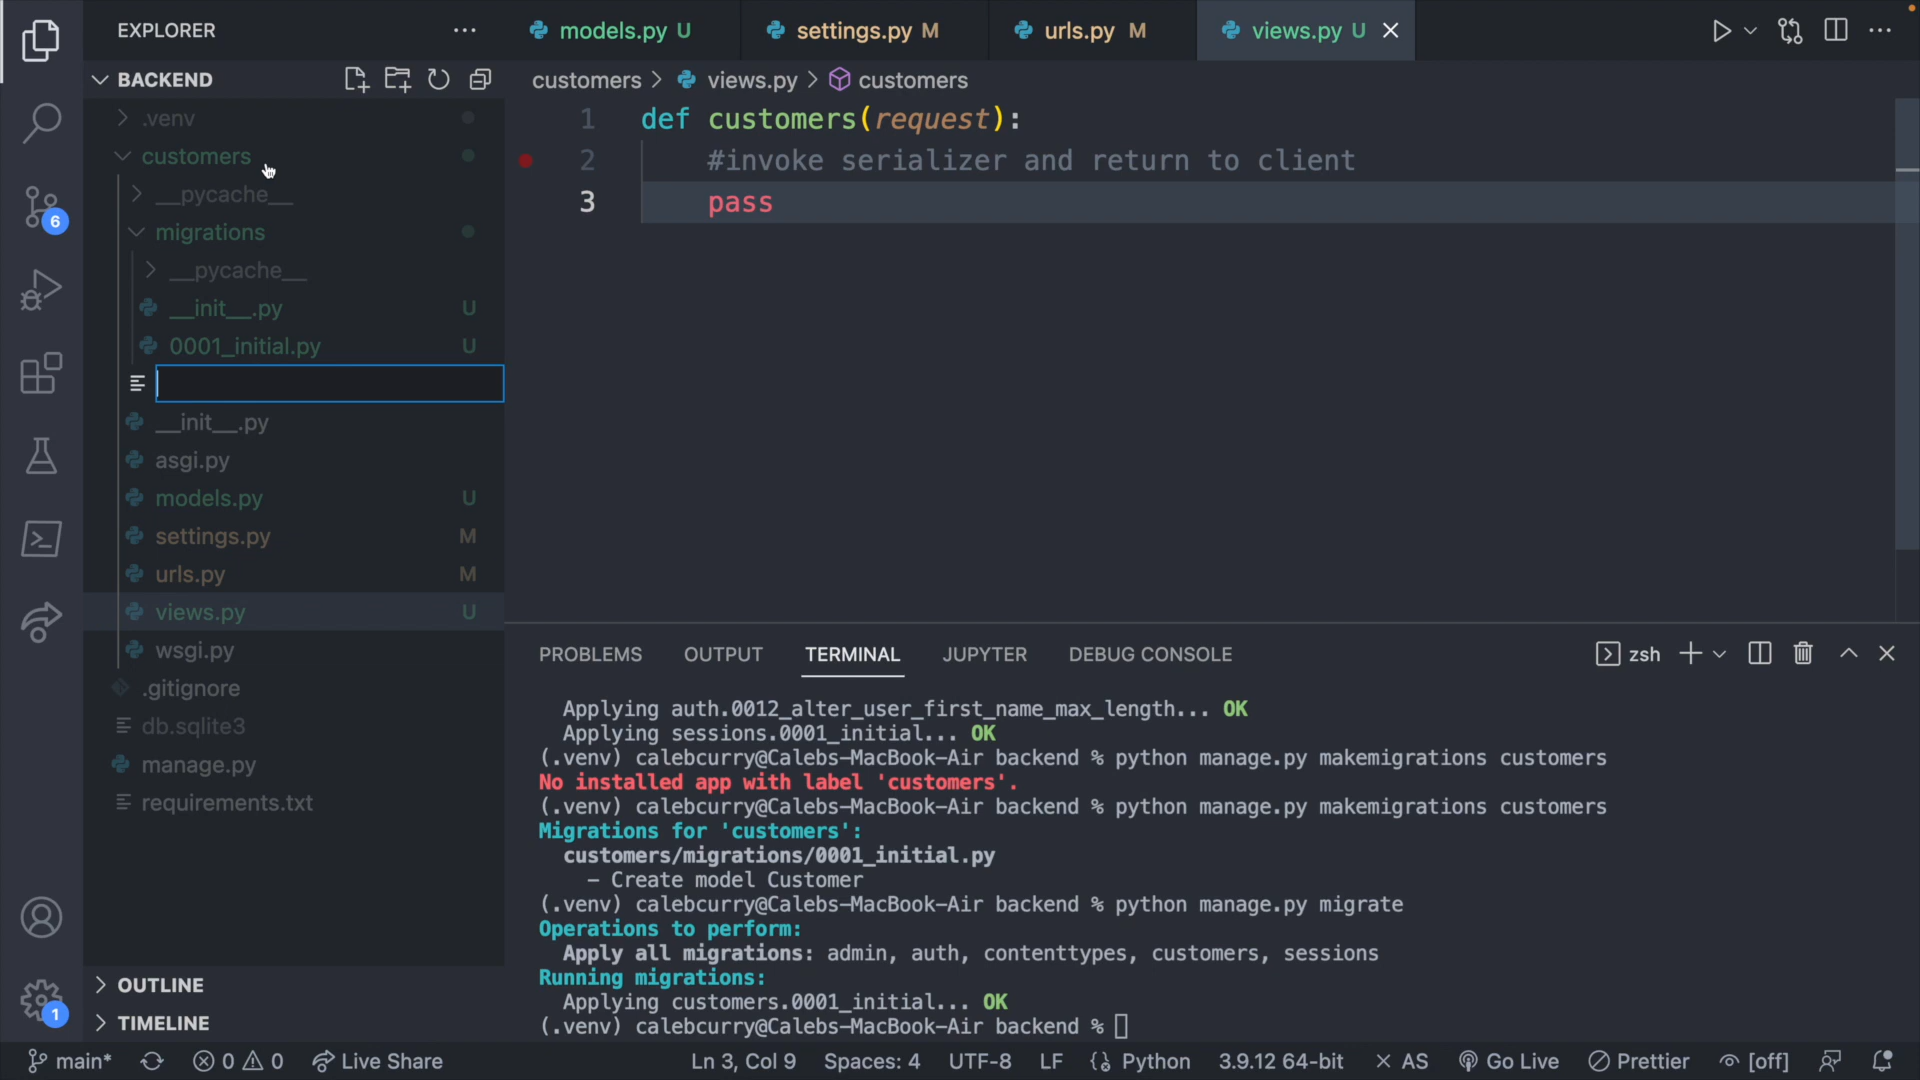 EXPLORER
models.py U
settings.py M
urls.py M
views.py U
BACKEND
customers > views.py > customers
.venv
customers
__pycache__
migrations
__pycache__
__init__.py U
0001_initial.py U
__init__.py
asgi.py
models.py U
settings.py M
urls.py M
views.py U
wsgi.py
.gitignore
db.sqlite3
manage.py
requirements.txt
OUTLINE
TIMELINE
6
1
1 def customers(request):
2 #invoke serializer and return to client
3 pass
PROBLEMS OUTPUT TERMINAL JUPYTER DEBUG CONSOLE
zsh
Applying auth.0012_alter_user_first_name_max_length... OK
Applying sessions.0001_initial... OK
(.venv) calebcurry@Calebs-MacBook-Air backend % python manage.py makemigrations customers
No installed app with label 'customers'.
(.venv) calebcurry@Calebs-MacBook-Air backend % python manage.py makemigrations customers
Migrations for 'customers':
customers/migrations/0001_initial.py
- Create model Customer
(.venv) calebcurry@Calebs-MacBook-Air backend % python manage.py migrate
Operations to perform:
Apply all migrations: admin, auth, contenttypes, customers, sessions
Running migrations:
Applying customers.0001_initial... OK
(.venv) calebcurry@Calebs-MacBook-Air backend %
main* 0 0 Live Share Ln 3, Col 9 Spaces: 4 UTF-8 LF Python 3.9.12 64-bit AS Go Live Prettier [off]